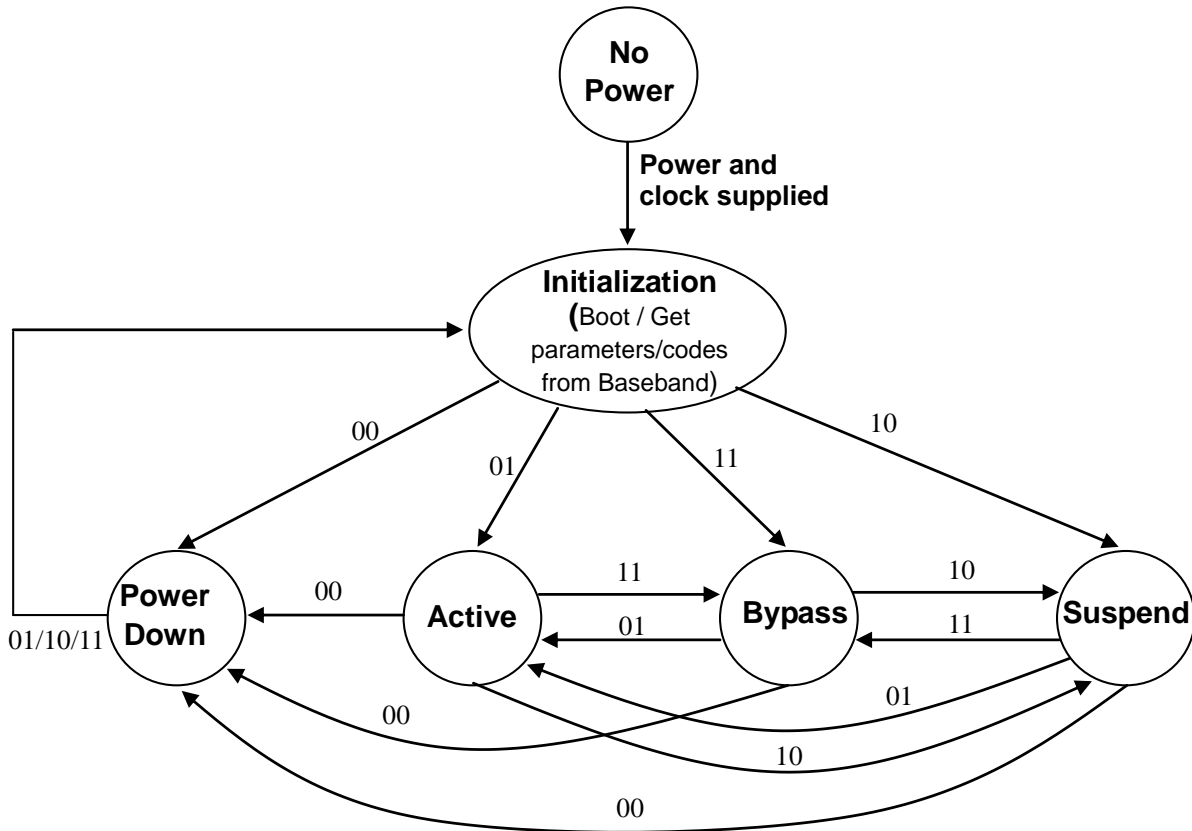 No
Power
Power and
clock supplied
Initialization
(Boot / Get
parameters/codes
from Baseband)
00
01
11
10
Power
Down
00
Active
11
01
Bypass
10
11
Suspend
01/10/11
00
01
10
00